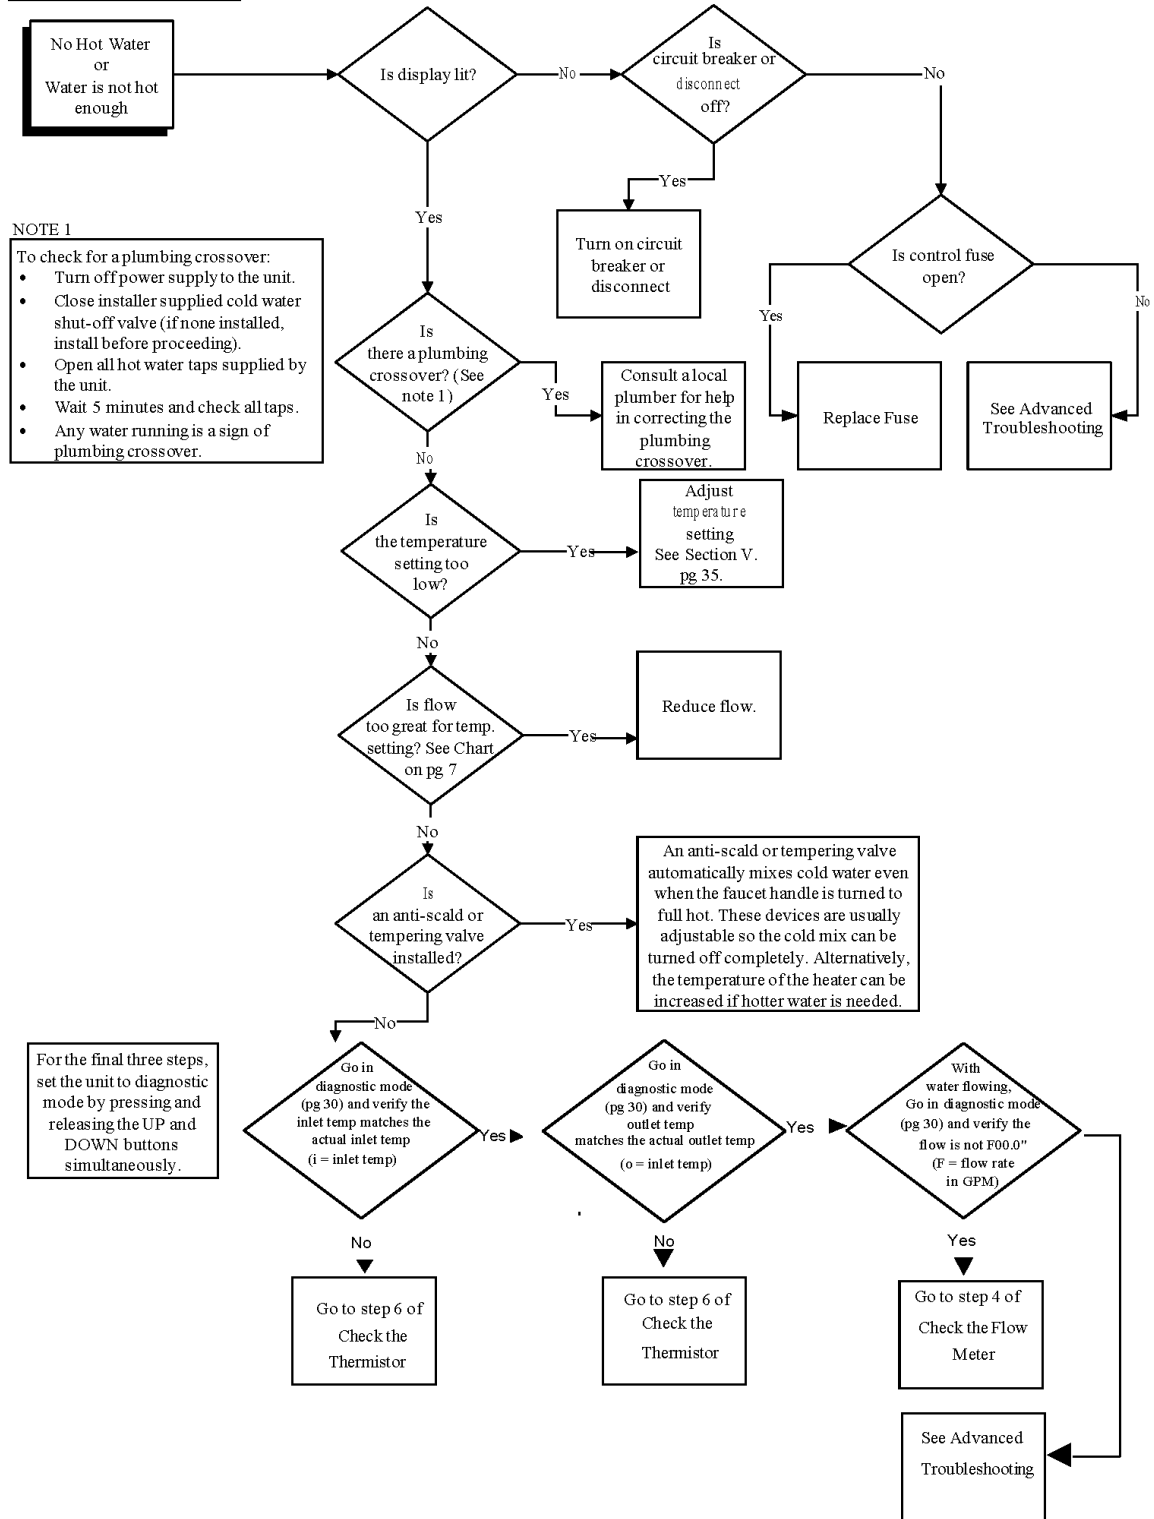 No Hot Water
or
Water is not hot
enough
Is display lit?
No
Is
circuit breaker or
disconnect
off?
No
Yes
Yes
Turn on circuit
breaker or
disconnect
Is control fuse
open?
Yes
No
Replace Fuse
See Advanced
Troubleshooting
NOTE 1
To check for a plumbing crossover:
• Turn off power supply to the unit.
• Close installer supplied cold water
shut-off valve (if none installed,
install before proceeding).
• Open all hot water taps supplied by
the unit.
• Wait 5 minutes and check all taps.
• Any water running is a sign of
plumbing crossover.
Is
there a plumbing
crossover? (See
note 1)
Yes
Consult a local
plumber for help
in correcting the
plumbing
crossover.
No
Is
the temperature
setting too
low?
Yes
Adjust
temperature
setting
See Section V.
pg 35.
No
Is flow
too great for temp.
setting? See Chart
on pg 7
Yes
Reduce flow.
No
Is
an anti-scald or
tempering valve
installed?
Yes
An anti-scald or tempering valve
automatically mixes cold water even
when the faucet handle is turned to
full hot. These devices are usually
adjustable so the cold mix can be
turned off completely. Alternatively,
the temperature of the heater can be
increased if hotter water is needed.
No
For the final three steps,
set the unit to diagnostic
mode by pressing and
releasing the UP and
DOWN buttons
simultaneously.
Go in
diagnostic mode
(pg 30) and verify the
inlet temp matches the
actual inlet temp
(i = inlet temp)
Yes
Go in
diagnostic mode
(pg 30) and verify
outlet temp
matches the actual outlet temp
(o = inlet temp)
Yes
With
water flowing,
Go in diagnostic mode
(pg 30) and verify the
flow is not F00.0"
(F = flow rate
in GPM)
No
No
Yes
Go to step 6 of
Check the
Thermistor
Go to step 6 of
Check the
Thermistor
Go to step 4 of
Check the Flow
Meter
See Advanced
Troubleshooting